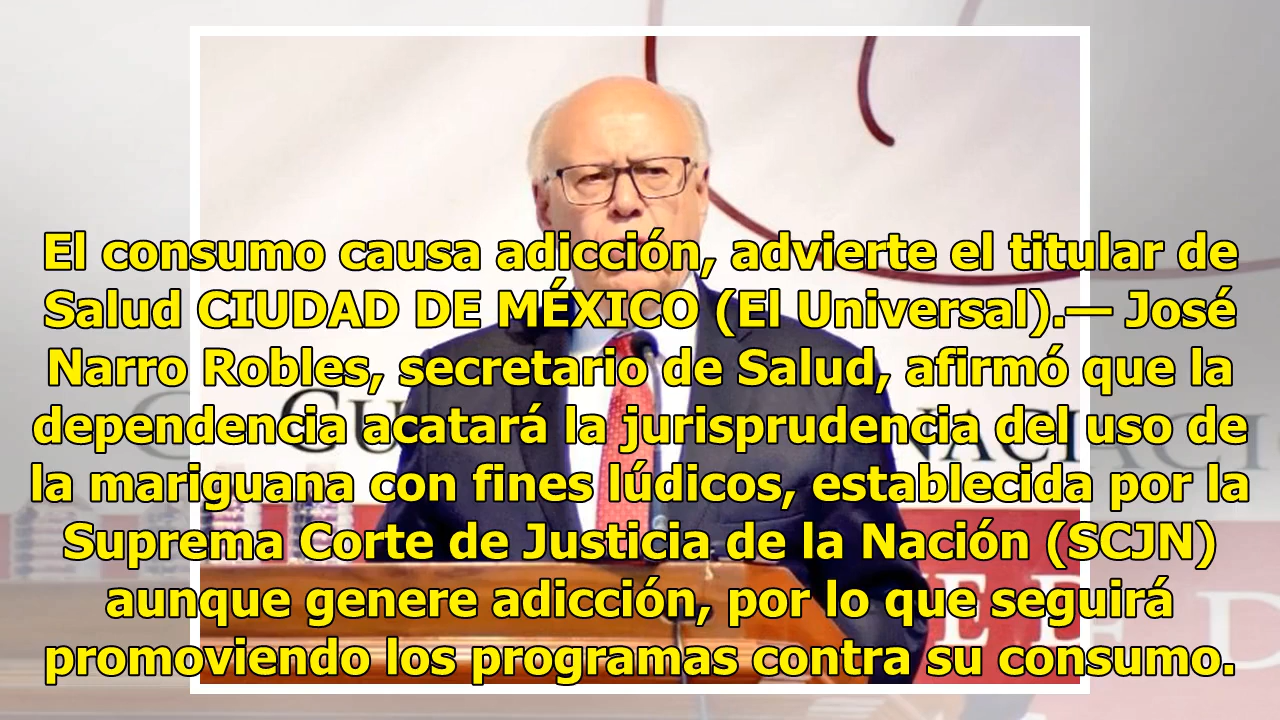 El consumo causa adicción, advierte el titular de
Salud CIUDAD DE MÉXICO (El Universal).— José
Narro Robles, secretario de Salud, afirmó que la
dependencia acatará la jurisprudencia del uso de
la mariguana con fines lúdicos, establecida por la
Suprema Corte de Justicia de la Nación (SCJN)
aunque genere adicción, por lo que seguirá
promoviendo los programas contra su consumo.